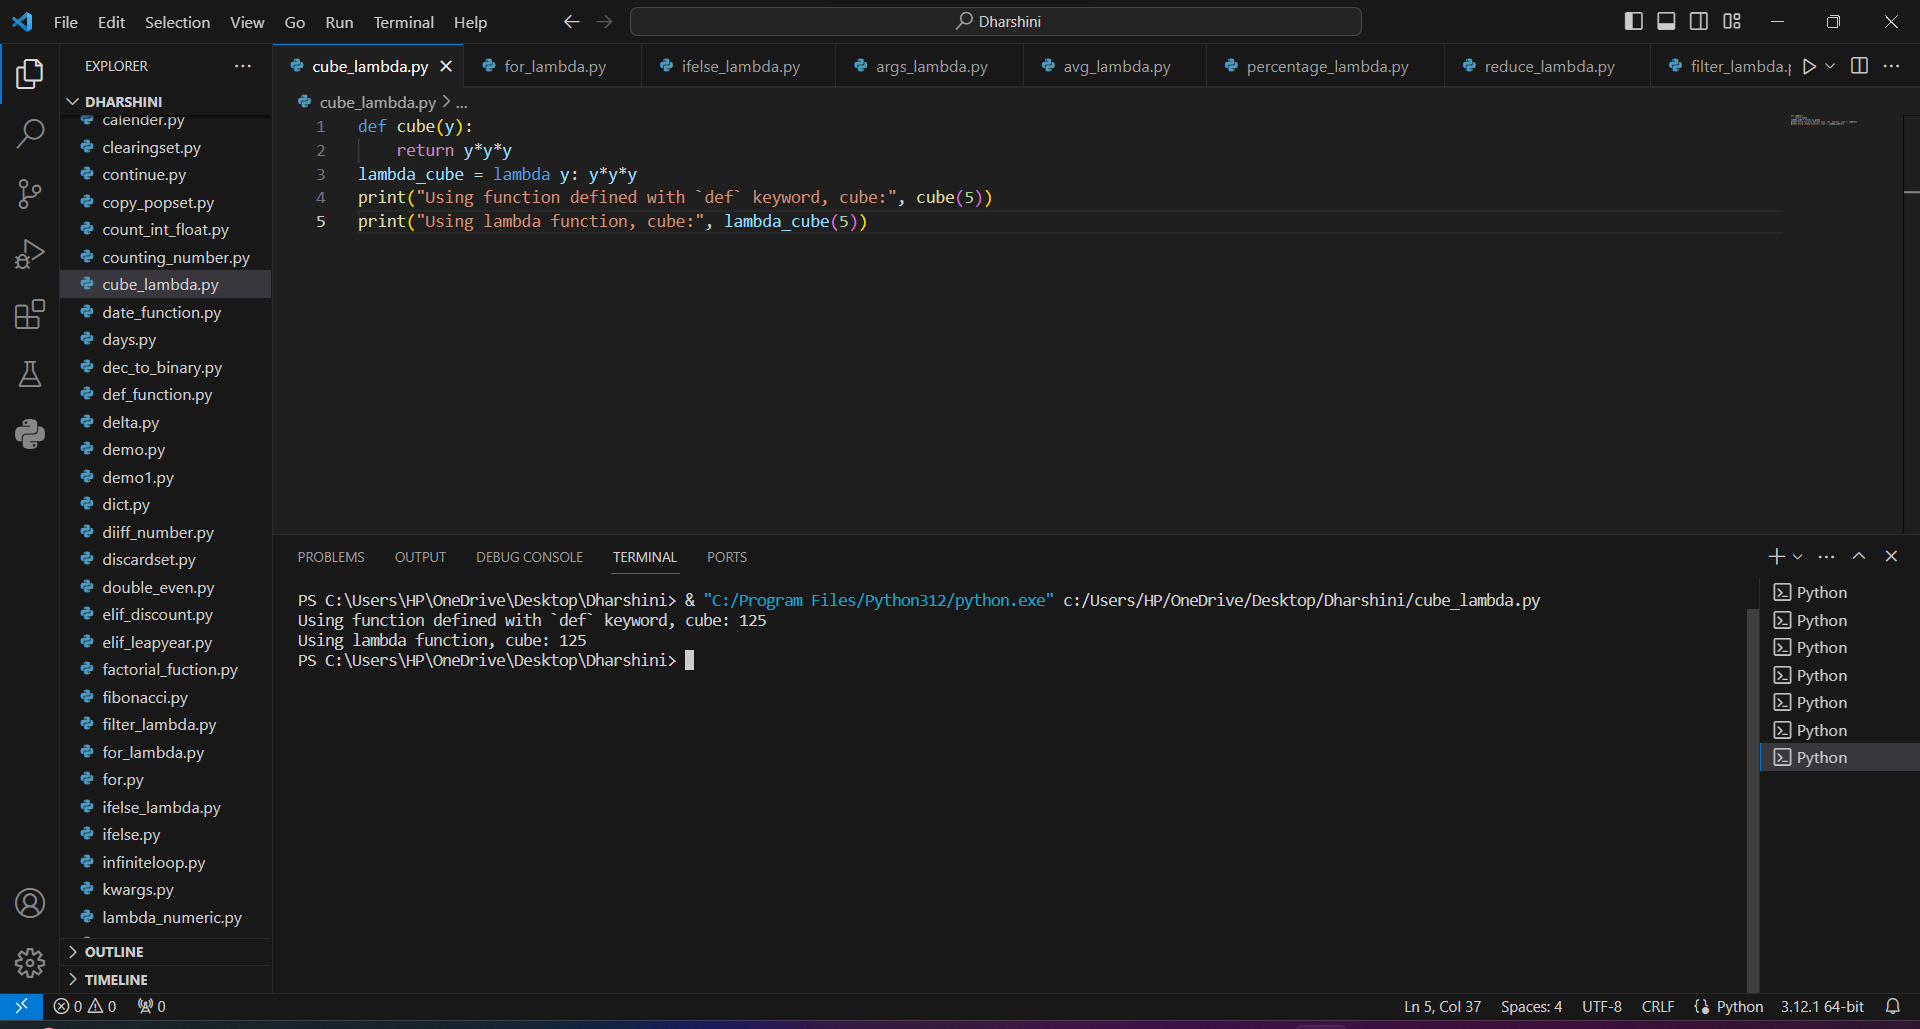 File Edit Selection View Go Run Terminal Help
Dharshini
EXPLORER
DHARSHINI
calender.py
clearingset.py
continue.py
copy_popset.py
count_int_float.py
counting_number.py
cube_lambda.py
date_function.py
days.py
dec_to_binary.py
def_function.py
delta.py
demo.py
demo1.py
dict.py
diiff_number.py
discardset.py
double_even.py
elif_discount.py
elif_leapyear.py
factorial_fuction.py
fibonacci.py
filter_lambda.py
for_lambda.py
for.py
ifelse_lambda.py
ifelse.py
infiniteloop.py
kwargs.py
lambda_numeric.py
OUTLINE
TIMELINE
cube_lambda.py for_lambda.py ifelse_lambda.py args_lambda.py avg_lambda.py percentage_lambda.py reduce_lambda.py filter_lambda.p
cube_lambda.py > ...
1 def cube(y):
2     return y*y*y
3 lambda_cube = lambda y: y*y*y
4 print("Using function defined with `def` keyword, cube:", cube(5))
5 print("Using lambda function, cube:", lambda_cube(5))
PROBLEMS OUTPUT DEBUG CONSOLE TERMINAL PORTS
PS C:\Users\HP\OneDrive\Desktop\Dharshini> & "C:/Program Files/Python312/python.exe" c:/Users/HP/OneDrive/Desktop/Dharshini/cube_lambda.py
Using function defined with `def` keyword, cube: 125
Using lambda function, cube: 125
PS C:\Users\HP\OneDrive\Desktop\Dharshini>
Python
Python
Python
Python
Python
Python
Python
0 0 0
Ln 5, Col 37 Spaces: 4 UTF-8 CRLF Python 3.12.1 64-bit